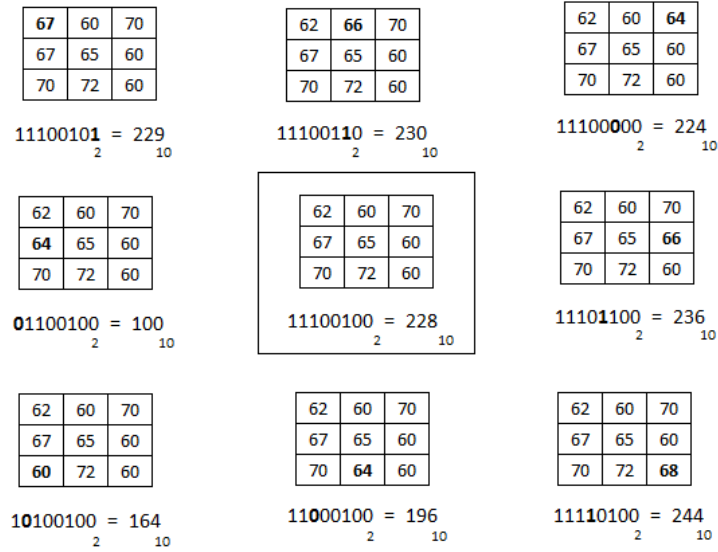 67 60 70
67 65 60
70 72 60
11100101₂ = 229₁₀
62 66 70
67 65 60
70 72 60
11100110₂ = 230₁₀
62 60 64
67 65 60
70 72 60
11100000₂ = 224₁₀
62 60 70
64 65 60
70 72 60
01100100₂ = 100₁₀
62 60 70
67 65 60
70 72 60
11100100₂ = 228₁₀
62 60 70
67 65 66
70 72 60
11101100₂ = 236₁₀
62 60 70
67 65 60
60 72 60
10100100₂ = 164₁₀
62 60 70
67 65 60
70 64 60
11000100₂ = 196₁₀
62 60 70
67 65 60
70 72 68
11110100₂ = 244₁₀